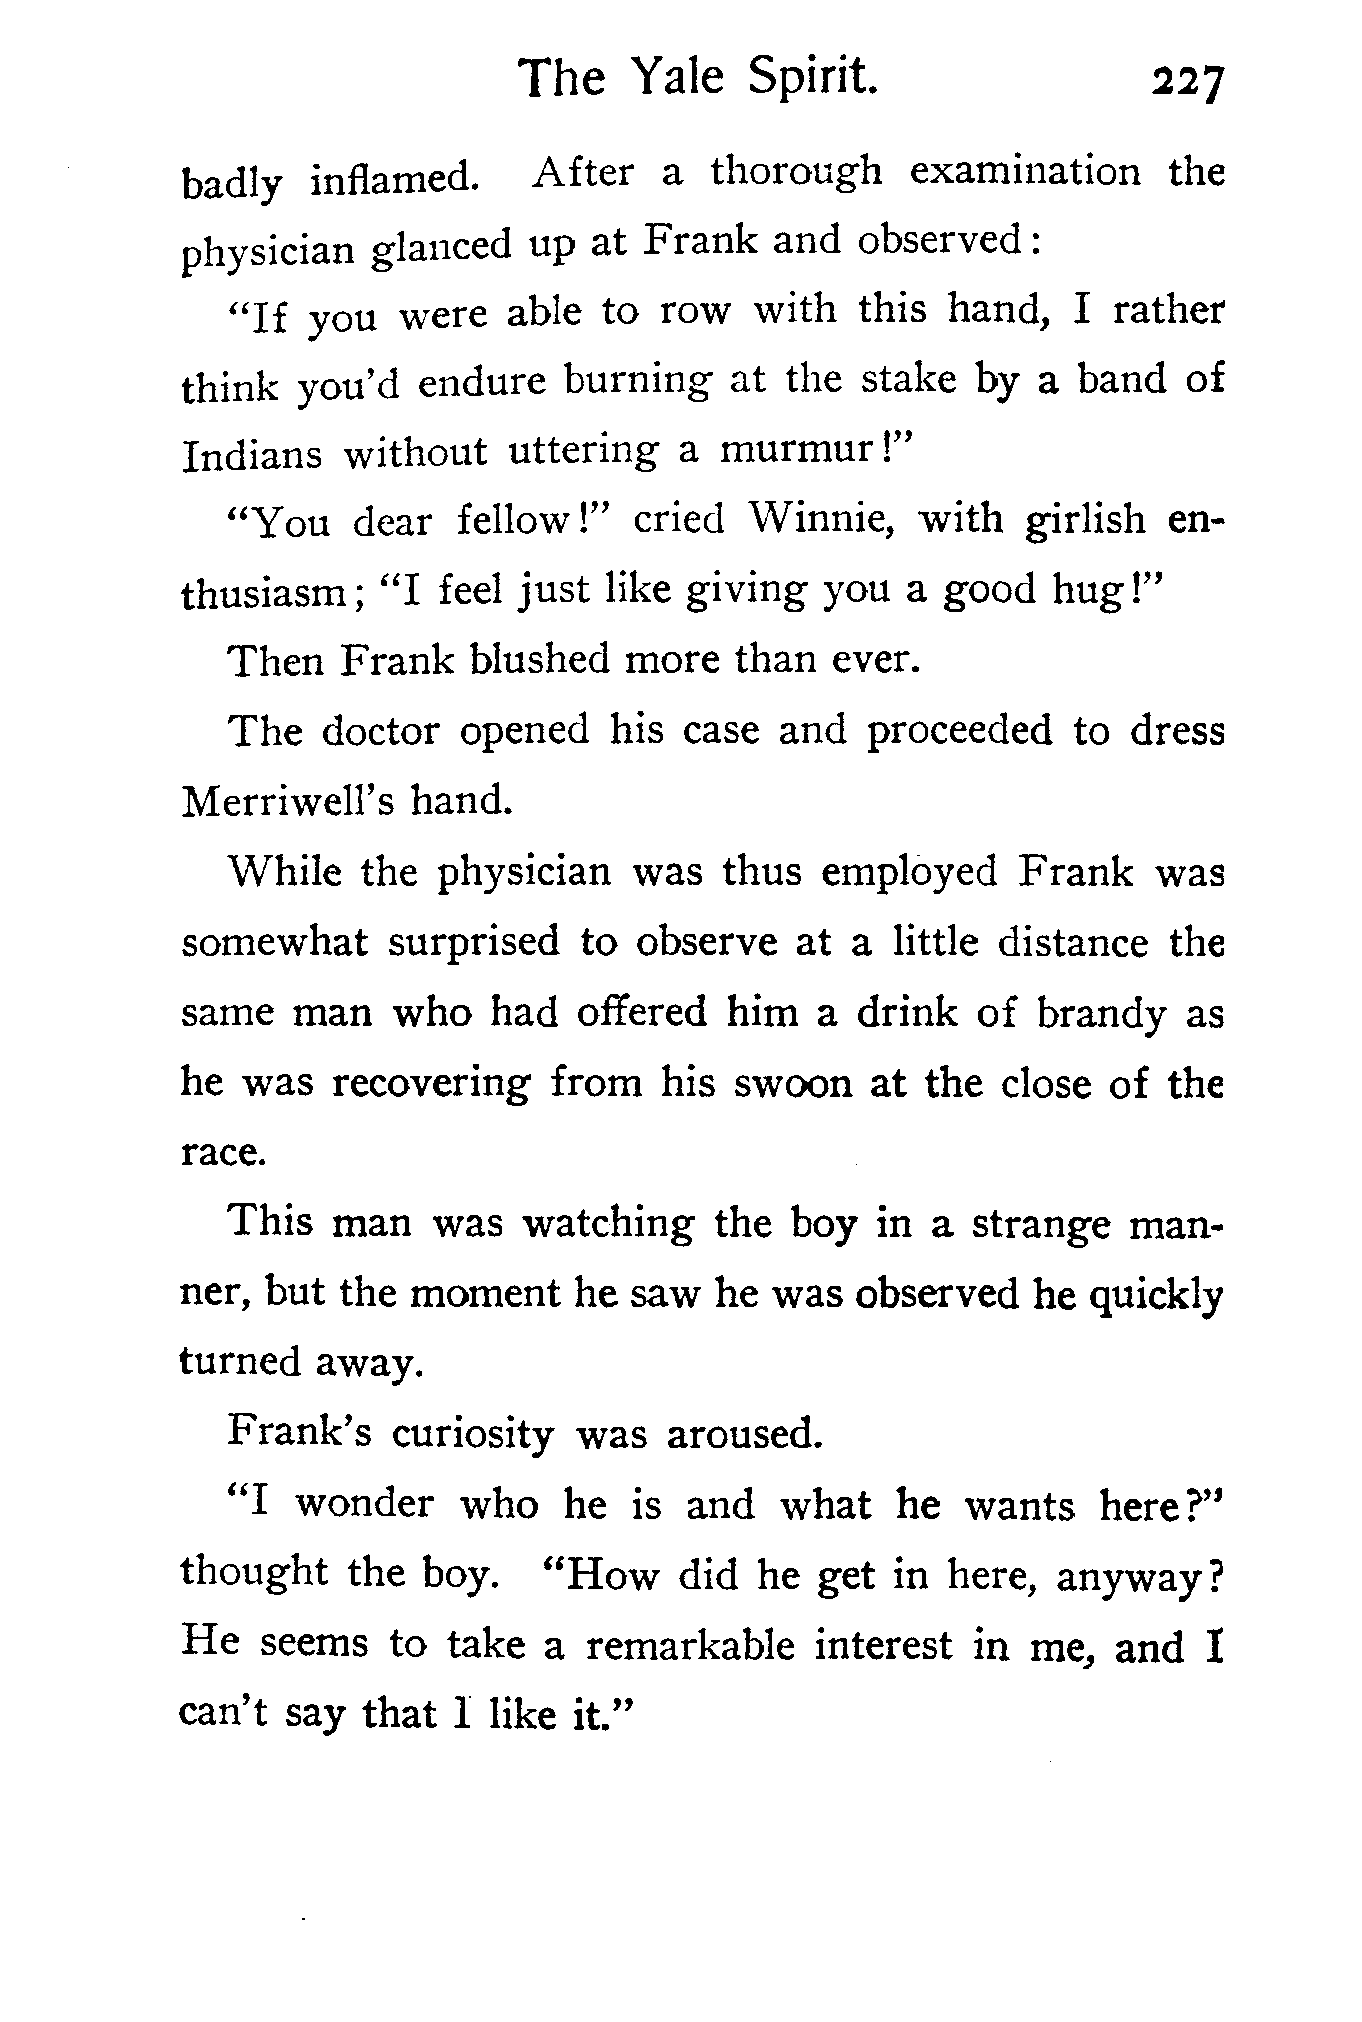 The Yale Spirit. 227
badly inflamed. After a thorough examination the
physician glanced up at Frank and observed:
“If you were able to row with this hand, I rather
think you’d endure burning at the stake by a band of
Indians without uttering a murmur!”
“You dear fellow!” cried Winnie, with girlish en-
thusiasm; “I feel just like giving you a good hug!”
Then Frank blushed more than ever.
The doctor opened his case and proceeded to dress
Merriwell’s hand.
While the physician was thus employed Frank was
somewhat surprised to observe at a little distance the
same man who had offered him a drink of brandy as
he was recovering from his swoon at the close of the
race.
This man was watching the boy in a strange man-
ner, but the moment he saw he was observed he quickly
turned away.
Frank’s curiosity was aroused.
“I wonder who he is and what he wants here?”
thought the boy. “How did he get in here, anyway?
He seems to take a remarkable interest in me, and I
can’t say that I like it.”